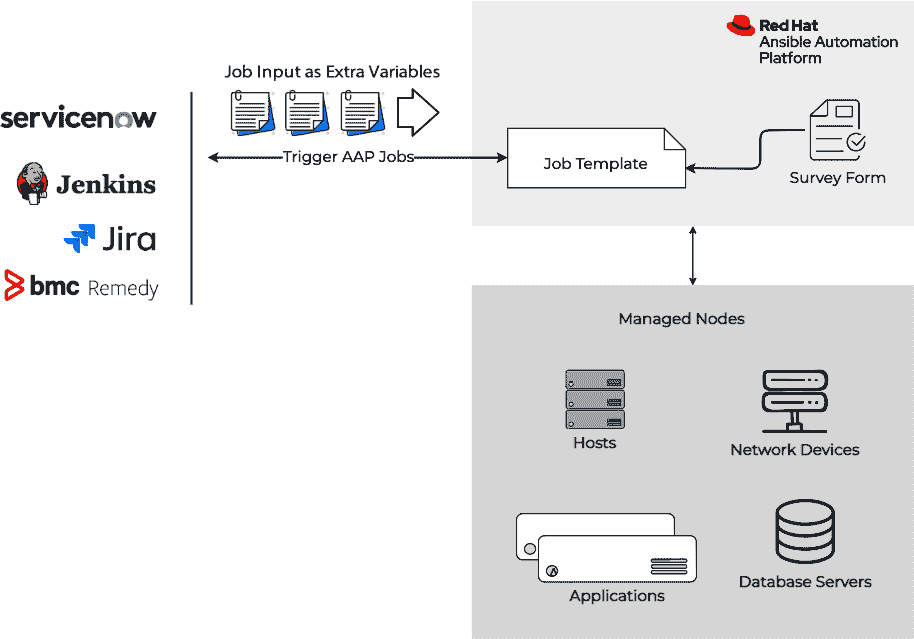 Job Input as Extra Variables
servicenow
Trigger AAP Jobs
Jenkins
Jira
bmc Remedy
Red Hat
Ansible Automation
Platform
Job Template
Survey Form
Managed Nodes
Hosts
Network Devices
Applications
Database Servers